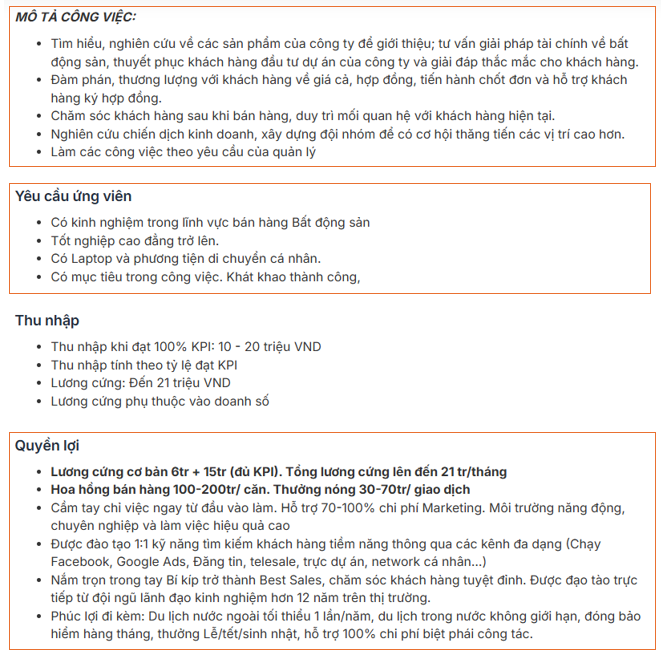 MÔ TẢ CÔNG VIỆC:
• Tìm hiểu, nghiên cứu về các sản phẩm của công ty để giới thiệu; tư vấn giải pháp tài chính về bất
động sản, thuyết phục khách hàng đầu tư dự án của công ty và giải đáp thắc mắc cho khách hàng.
• Đàm phán, thương lượng với khách hàng về giá cả, hợp đồng, tiến hành chốt đơn và hỗ trợ khách
hàng ký hợp đồng.
• Chăm sóc khách hàng sau khi bán hàng, duy trì mối quan hệ với khách hàng hiện tại.
• Nghiên cứu chiến dịch kinh doanh, xây dựng đội nhóm để có cơ hội thăng tiến các vị trí cao hơn.
• Làm các công việc theo yêu cầu của quản lý
Yêu cầu ứng viên
• Có kinh nghiệm trong lĩnh vực bán hàng Bất động sản
• Tốt nghiệp cao đẳng trở lên.
• Có Laptop và phương tiện di chuyển cá nhân.
• Có mục tiêu trong công việc. Khát khao thành công,
Thu nhập
• Thu nhập khi đạt 100% KPI: 10 - 20 triệu VND
• Thu nhập tính theo tỷ lệ đạt KPI
• Lương cứng: Đến 21 triệu VND
• Lương cứng phụ thuộc vào doanh số
Quyền lợi
• Lương cứng cơ bản 6tr + 15tr (đủ KPI). Tổng lương cứng lên đến 21 tr/tháng
• Hoa hồng bán hàng 100-200tr/ căn. Thưởng nóng 30-70tr/ giao dịch
• Cầm tay chỉ việc ngay từ đầu vào làm. Hỗ trợ 70-100% chi phí Marketing. Môi trường năng động,
chuyên nghiệp và làm việc hiệu quả cao
• Được đào tạo 1:1 kỹ năng tìm kiếm khách hàng tiềm năng thông qua các kênh đa dạng (Chạy
Facebook, Google Ads, Đăng tin, telesale, trực dự án, network cá nhân...)
• Nắm trọn trong tay Bí kíp trở thành Best Sales, chăm sóc khách hàng tuyệt đỉnh. Được đạo tào trực
tiếp từ đội ngũ lãnh đạo kinh nghiệm hơn 12 năm trên thị trường.
• Phúc lợi đi kèm: Du lịch nước ngoài tối thiểu 1 lần/năm, du lịch trong nước không giới hạn, đóng bảo
hiểm hàng tháng, thưởng Lễ/tết/sinh nhật, hỗ trợ 100% chi phí biệt phái công tác.